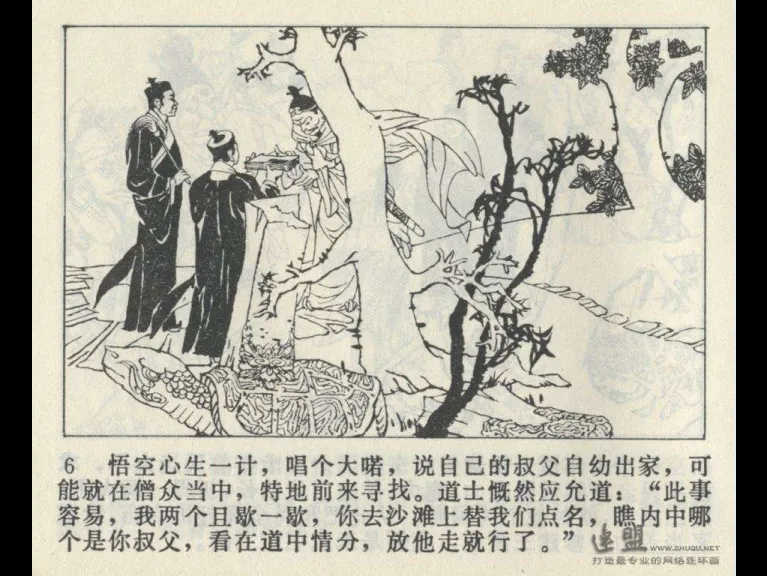 6 悟空心生一计，唱个大喏，说自己的叔父自幼出家，可
能就在僧众当中，特地前来寻找。道士慨然应允道：“此事
容易，我两个且歇一歇，你去沙滩上替我们点名，瞧内中哪
个是你叔父，看在道中情分，放他走就行了。”
连盟 WWW.SHUQU.NET
打造最专业的网络连环画